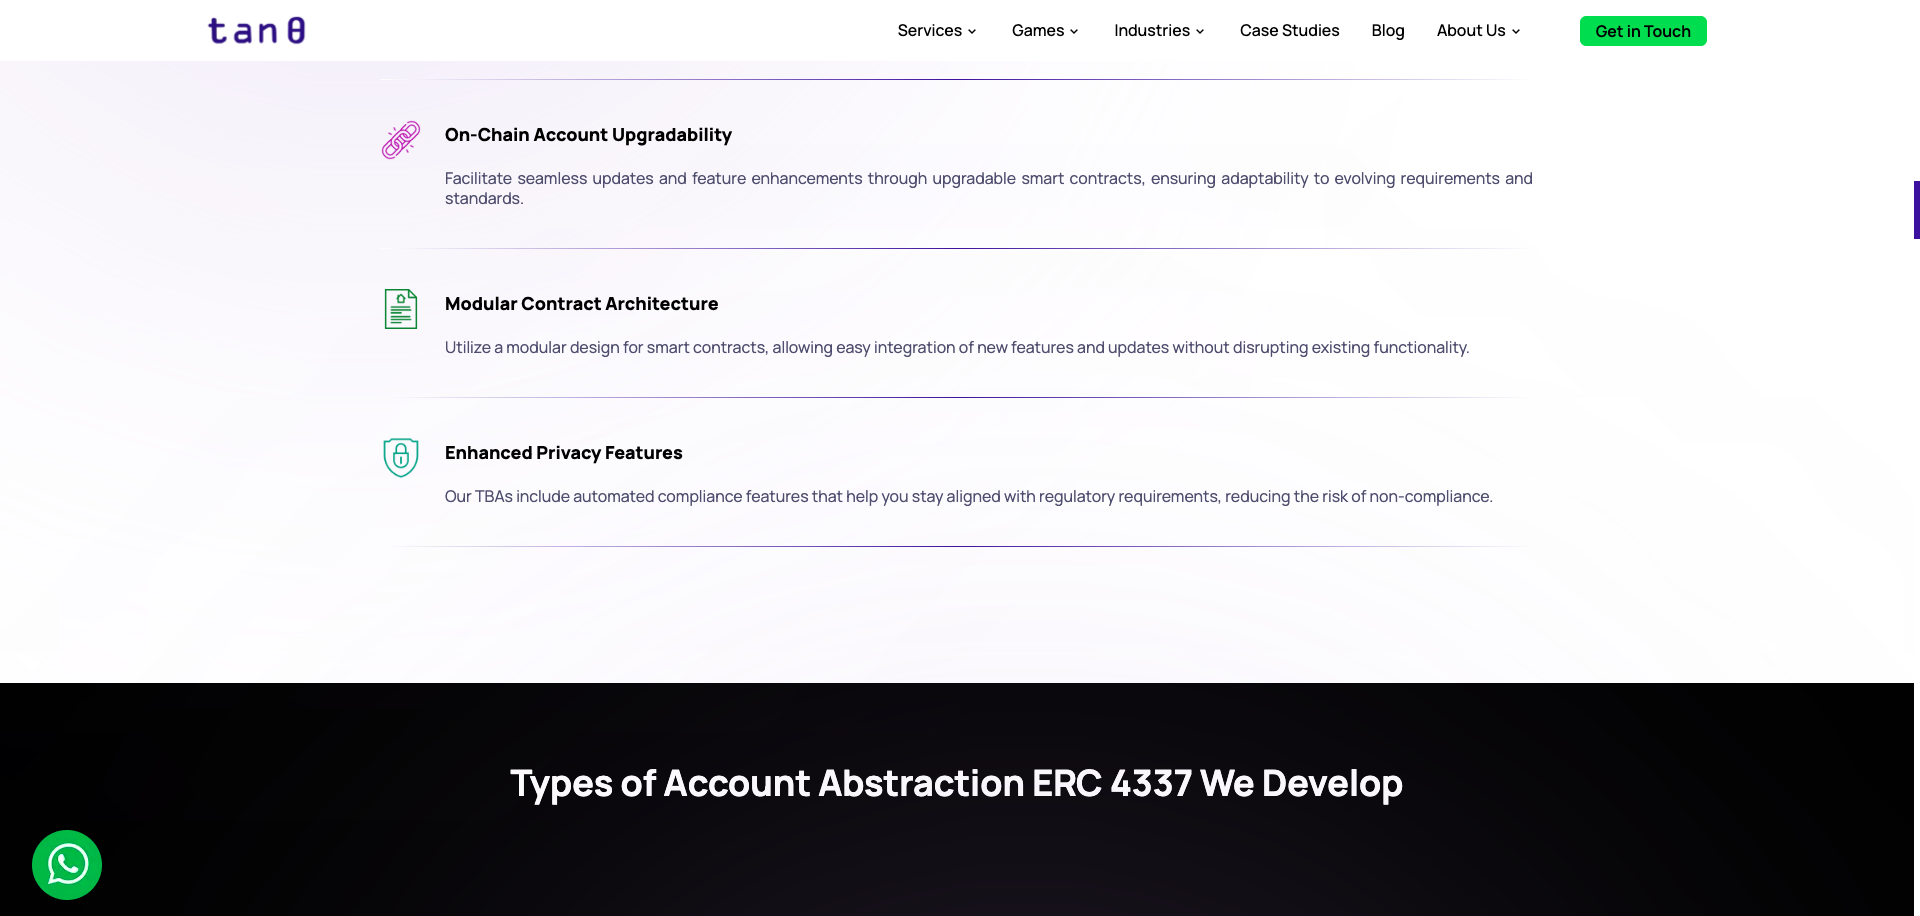 tan θ
Services
Games
Industries
Case Studies
Blog
About Us
Get in Touch
On-Chain Account Upgradability
Facilitate seamless updates and feature enhancements through upgradable smart contracts, ensuring adaptability to evolving requirements and
standards.
Modular Contract Architecture
Utilize a modular design for smart contracts, allowing easy integration of new features and updates without disrupting existing functionality.
Enhanced Privacy Features
Our TBAs include automated compliance features that help you stay aligned with regulatory requirements, reducing the risk of non-compliance.
Types of Account Abstraction ERC 4337 We Develop